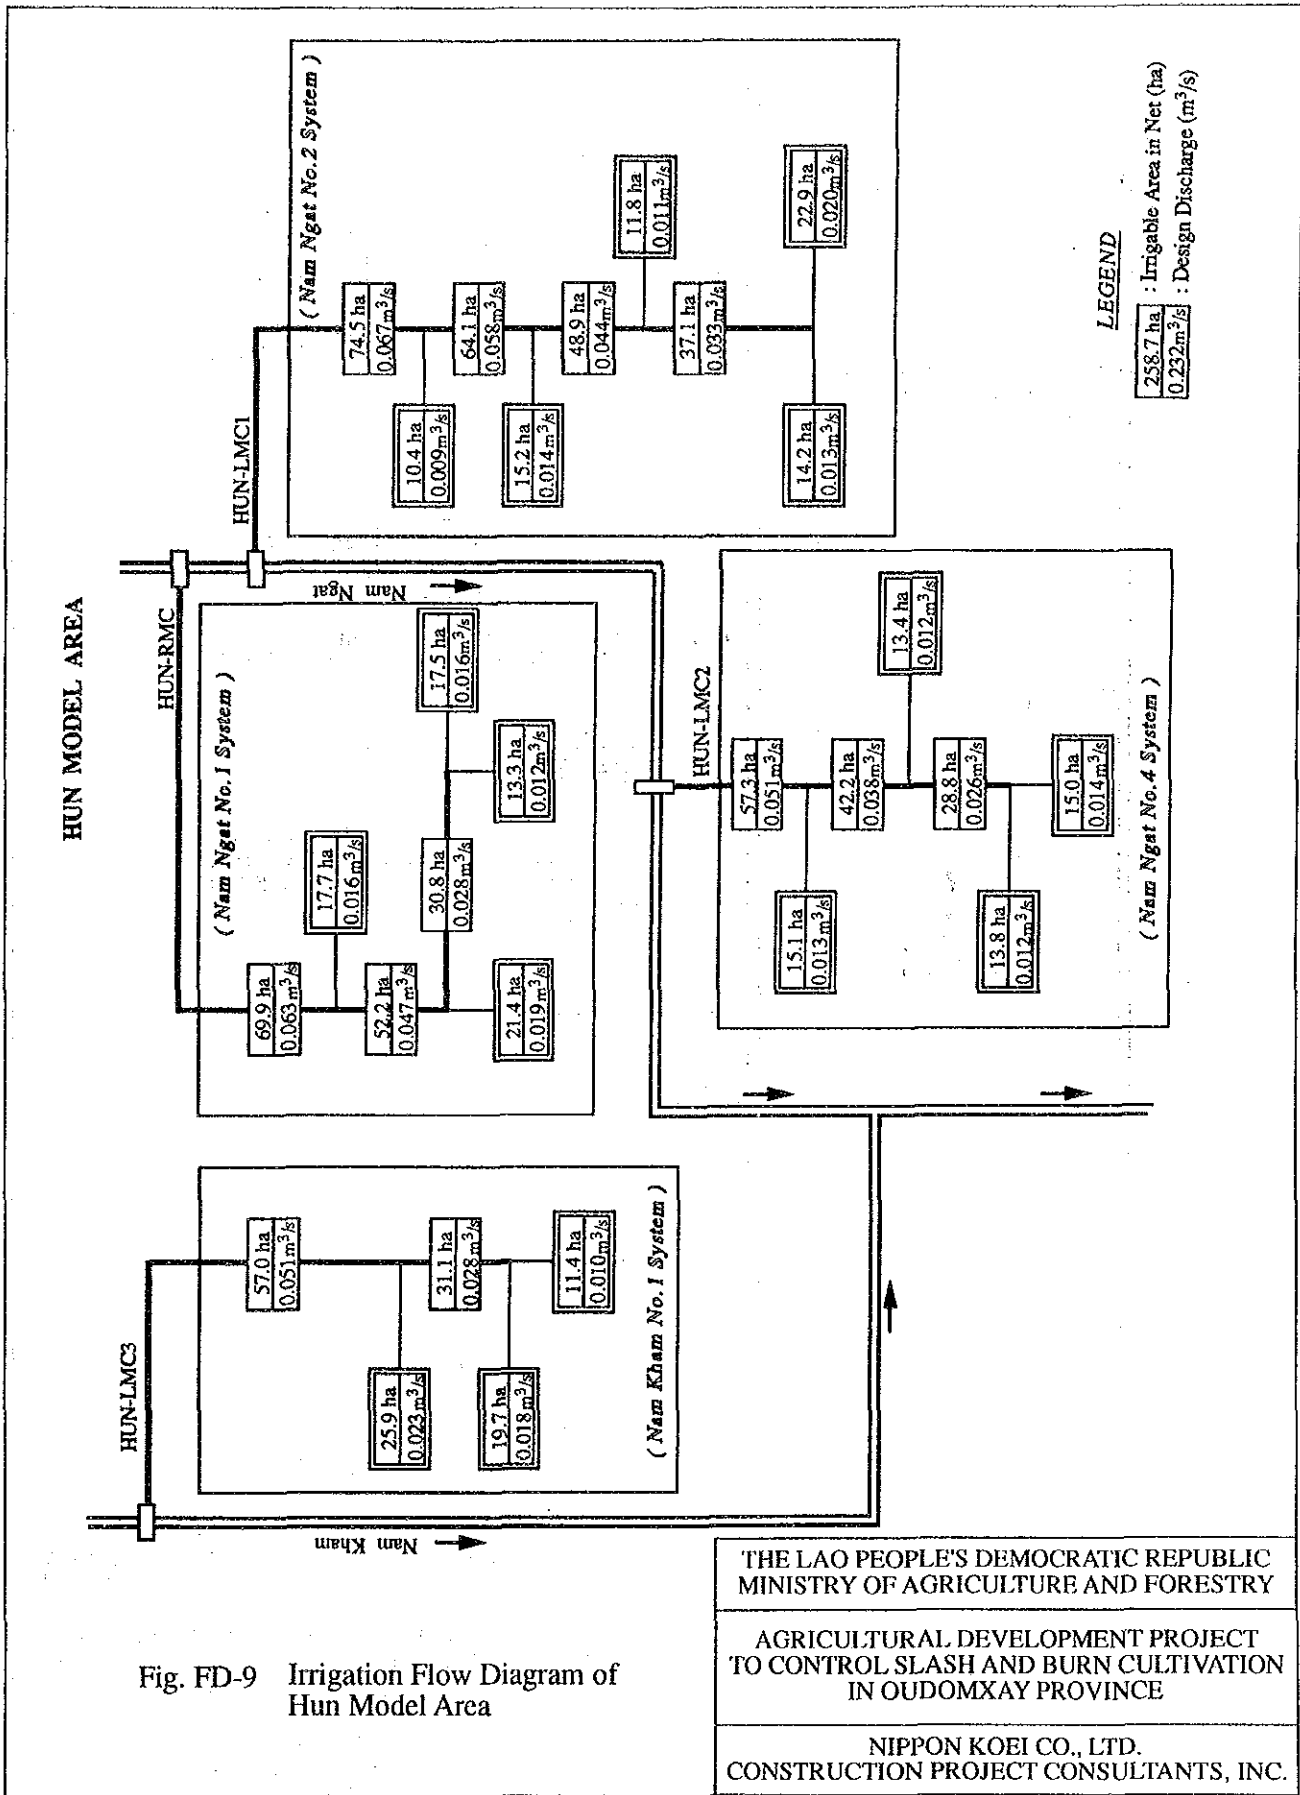 HUN MODEL AREA
HUN-LMC3
Nam Kham
57.0 ha
0.051m³/s
25.9 ha
0.023m³/s
31.1 ha
0.028m³/s
19.7 ha
0.018m³/s
11.4 ha
0.010m³/s
( Nam Kham No.1 System )
HUN-RMC
( Nam Ngat No.1 System )
69.9 ha
0.063m³/s
17.7 ha
0.016m³/s
52.2 ha
0.047m³/s
21.4 ha
0.019m³/s
30.8 ha
0.028m³/s
13.3 ha
0.012m³/s
17.5 ha
0.016m³/s
Nam Ngat
HUN-LMC1
( Nam Ngat No.2 System )
74.5 ha
0.067m³/s
10.4 ha
0.009m³/s
64.1 ha
0.058m³/s
15.2 ha
0.014m³/s
48.9 ha
0.044m³/s
11.8 ha
0.011m³/s
37.1 ha
0.033m³/s
14.2 ha
0.013m³/s
22.9 ha
0.020m³/s
HUN-LMC2
57.3 ha
0.051m³/s
15.1 ha
0.013m³/s
42.2 ha
0.038m³/s
13.4 ha
0.012m³/s
28.8 ha
0.026m³/s
13.8 ha
0.012m³/s
15.0 ha
0.014m³/s
( Nam Ngat No.4 System )
LEGEND
258.7 ha : Irrigable Area in Net (ha)
0.232m³/s : Design Discharge (m³/s)
Fig. FD-9 Irrigation Flow Diagram of
Hun Model Area
THE LAO PEOPLE'S DEMOCRATIC REPUBLIC
MINISTRY OF AGRICULTURE AND FORESTRY
AGRICULTURAL DEVELOPMENT PROJECT
TO CONTROL SLASH AND BURN CULTIVATION
IN OUDOMXAY PROVINCE
NIPPON KOEI CO., LTD.
CONSTRUCTION PROJECT CONSULTANTS, INC.